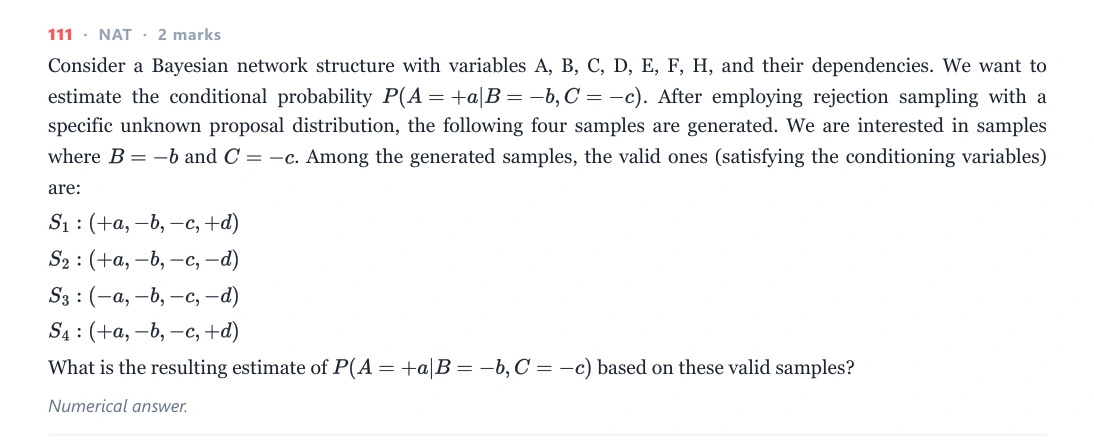 111 · NAT · 2 marks
Consider a Bayesian network structure with variables A, B, C, D, E, F, H, and their dependencies. We want to
estimate the conditional probability P(A = +a|B = −b, C = −c). After employing rejection sampling with a
specific unknown proposal distribution, the following four samples are generated. We are interested in samples
where B = −b and C = −c. Among the generated samples, the valid ones (satisfying the conditioning variables)
are:
S₁ : (+a, −b, −c, +d)
S₂ : (+a, −b, −c, −d)
S₃ : (−a, −b, −c, −d)
S₄ : (+a, −b, −c, +d)
What is the resulting estimate of P(A = +a|B = −b, C = −c) based on these valid samples?
Numerical answer.